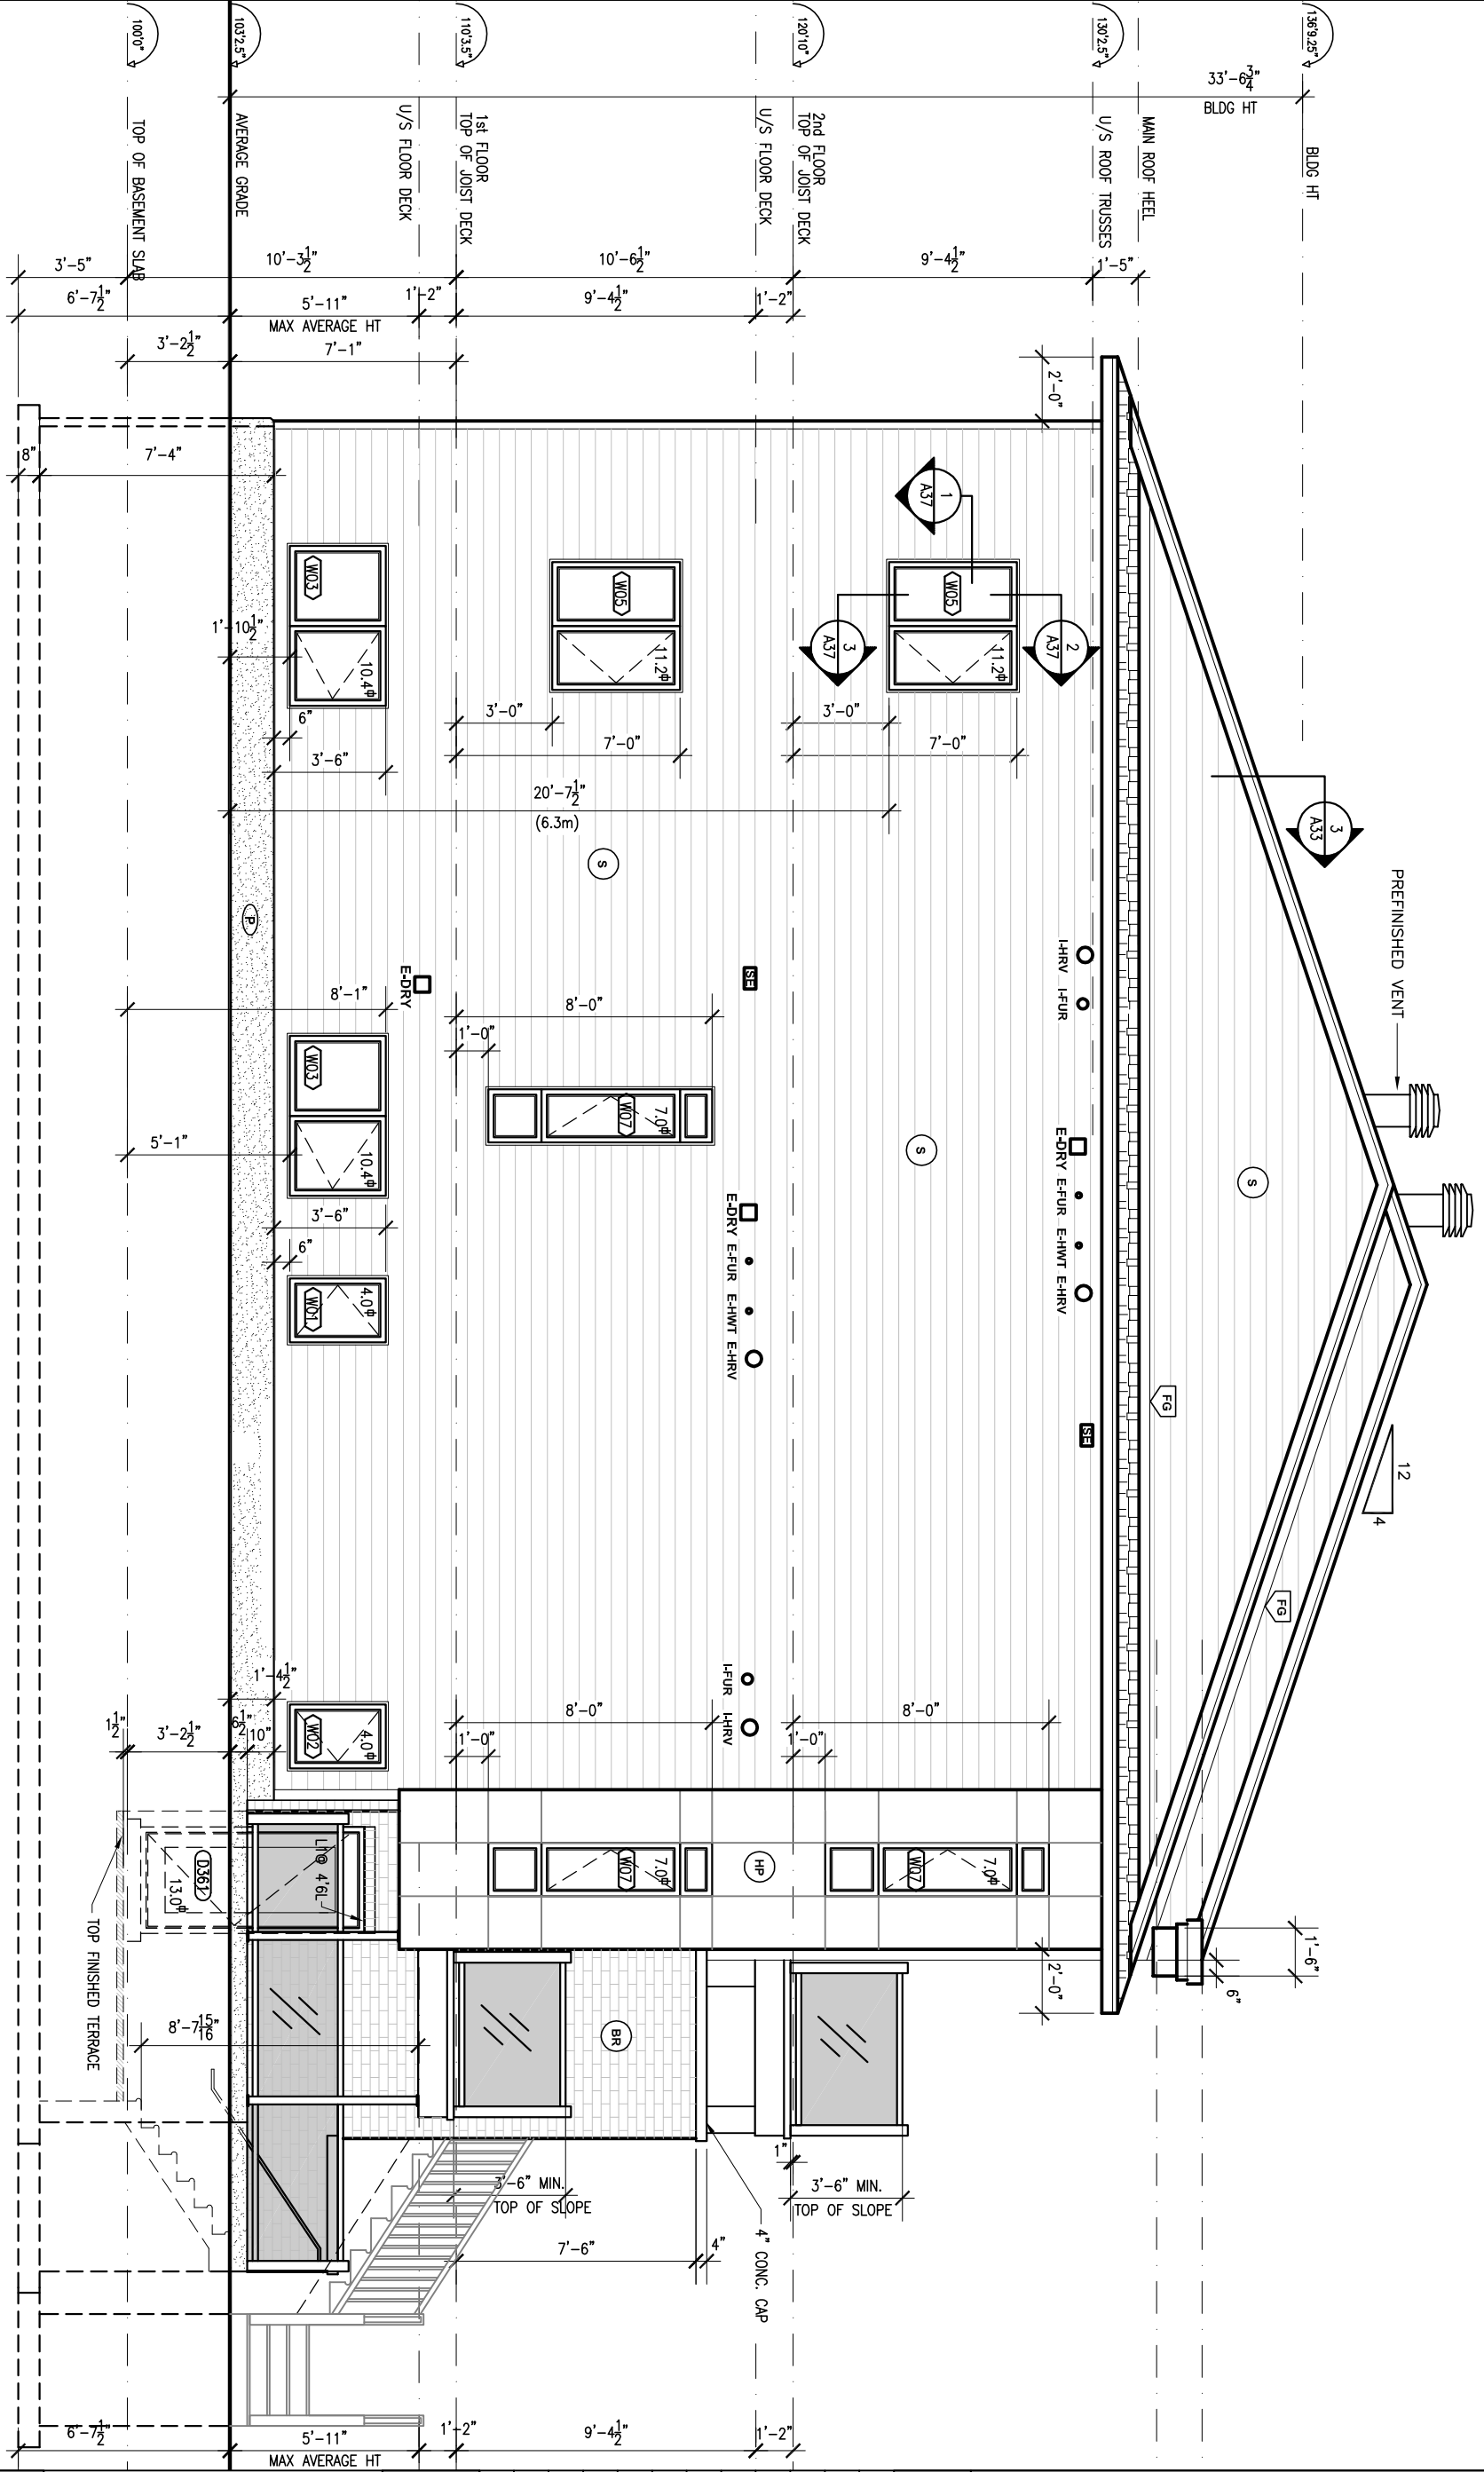 136'9.25"
130'2.5"
120'10"
110'3.5"
103'2.5"
100'0"
33'-6 3/4"
BLDG HT
BLDG HT
MAIN ROOF HEEL
U/S ROOF TRUSSES
2nd FLOOR
TOP OF JOIST DECK
U/S FLOOR DECK
1st FLOOR
TOP OF JOIST DECK
U/S FLOOR DECK
AVERAGE GRADE
TOP OF BASEMENT SLAB
3'-5"
10'-3 1/2"
10'-6 1/2"
9'-4 1/2"
1'-5"
6'-7 1/2"
5'-11"
MAX AVERAGE HT
1'-2"
9'-4 1/2"
1'-2"
3'-2 1/2"
7'-1"
2'-0"
8"
7'-4"
1
A37
2
A37
3
A37
3
A33
W03
10.4
W05
11.2
W05
11.2
1'-10 1/2"
6"
3'-6"
3'-0"
7'-0"
3'-0"
7'-0"
20'-7 1/2"
(6.3m)
PREFINISHED VENT
S
P
I-HRV
I-FUR
E-DRY
SE
8'-1"
8'-0"
1'-0"
W03
10.4
W07
7.0
5'-1"
3'-6"
6"
E-DRY
E-FUR
E-HWT
E-HRV
E-DRY
E-FUR
E-HWT
E-HRV
S
S
W01
4.0
SE
FG
FG
12
4
I-FUR
I-HRV
W02
4.0
1'-4 1/2"
1 1/2"
3'-2 1/2"
6 1/2"
10"
8'-0"
1'-0"
8'-0"
1'-0"
D361
13.0
L1@ 4'6L
W07
7.0
HP
W07
7.0
1'-6"
6"
2'-0"
TOP FINISHED TERRACE
8'-7 15/16"
BR
1"
3'-6" MIN.
TOP OF SLOPE
3'-6" MIN.
TOP OF SLOPE
7'-6"
4"
4" CONC. CAP
6'-7 1/2"
5'-11"
MAX AVERAGE HT
1'-2"
9'-4 1/2"
1'-2"